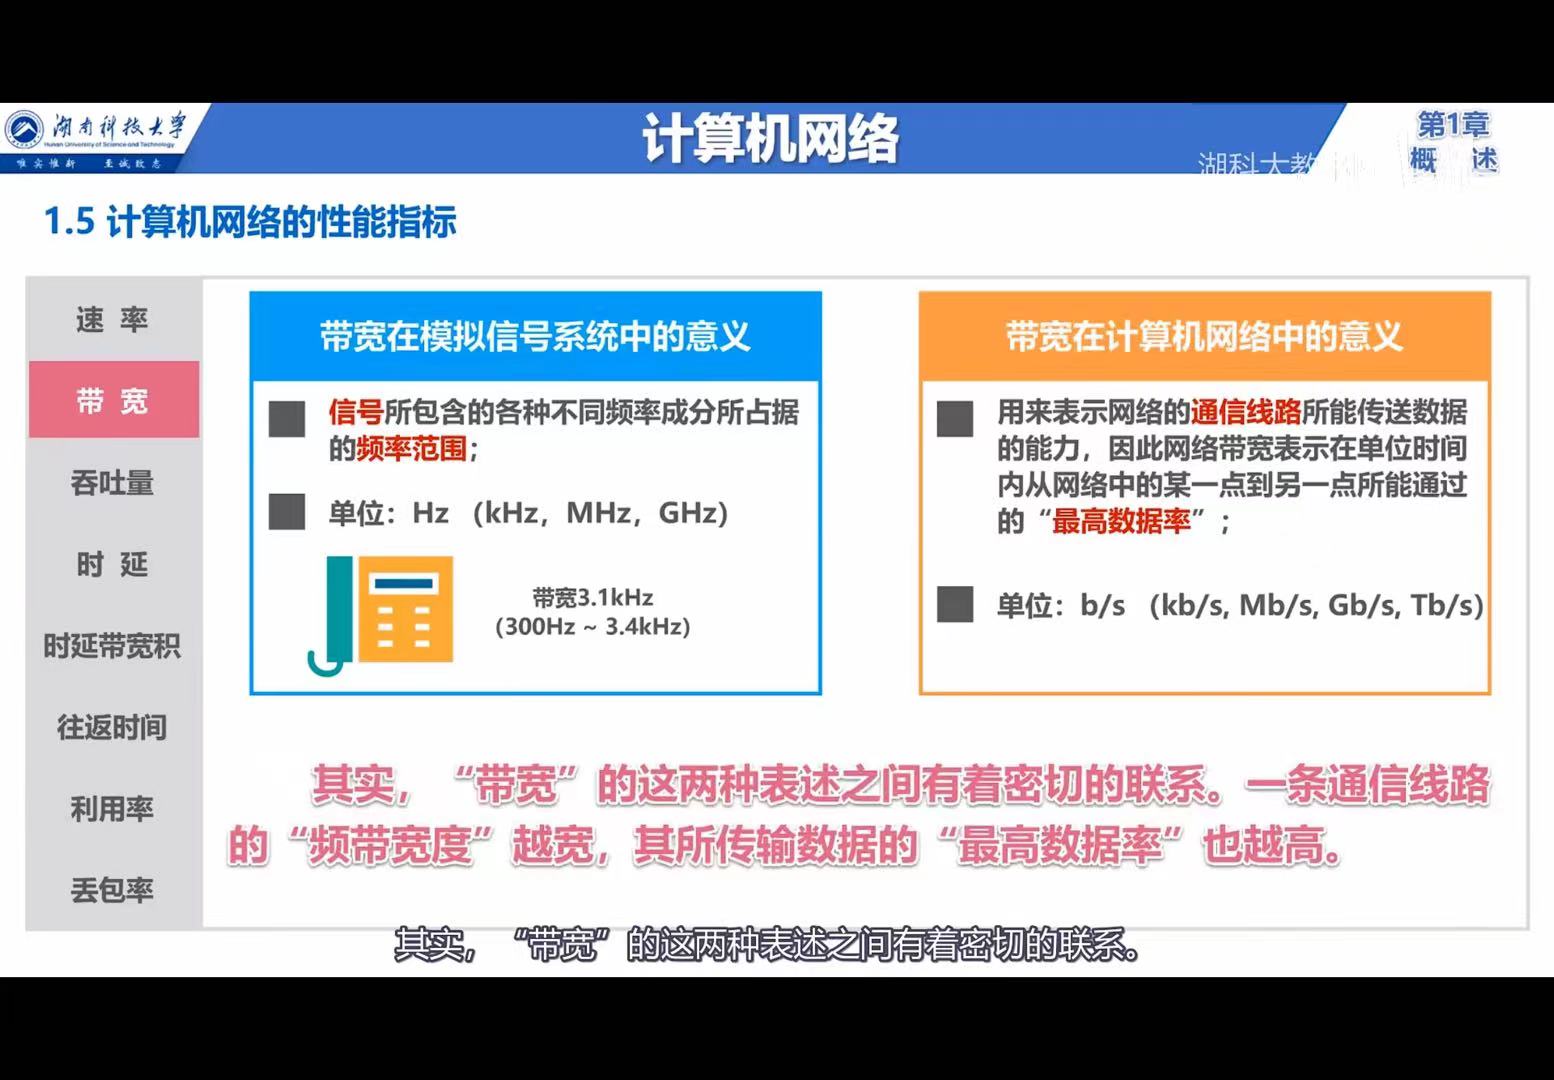 湖南科技大学
Hunan University of Science and Technology
唯实惟新 至诚致志
计算机网络
第1章
概 述
湖科大教
1.5 计算机网络的性能指标
速 率
带 宽
吞吐量
时 延
时延带宽积
往返时间
利用率
丢包率
带宽在模拟信号系统中的意义
信号所包含的各种不同频率成分所占据
的频率范围；
单位：Hz （kHz，MHz，GHz）
带宽3.1kHz
(300Hz ~ 3.4kHz)
带宽在计算机网络中的意义
用来表示网络的通信线路所能传送数据
的能力，因此网络带宽表示在单位时间
内从网络中的某一点到另一点所能通过
的“最高数据率”；
单位：b/s （kb/s, Mb/s, Gb/s, Tb/s）
其实，“带宽”的这两种表述之间有着密切的联系。一条通信线路
的“频带宽度”越宽，其所传输数据的“最高数据率”也越高。
其实，“带宽”的这两种表述之间有着密切的联系。